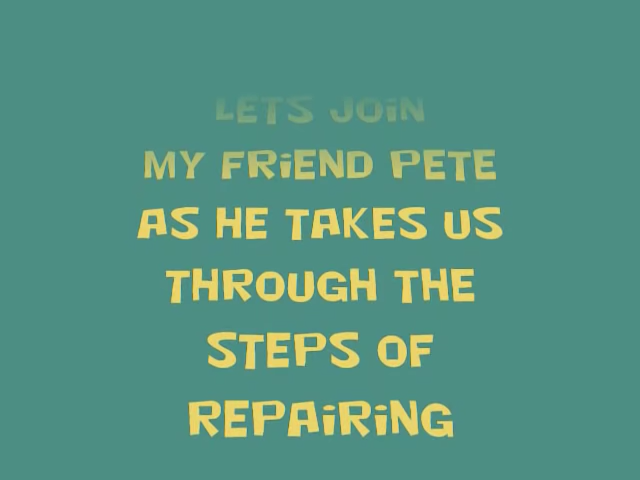 LETS JOiN
MY FRiEND PETE
AS HE TAKES US
THROUGH THE
STEPS OF
REPAiRiNG